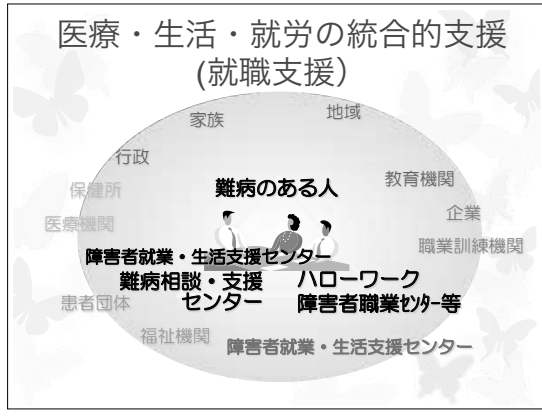 医療・生活・就労の統合的支援
(就職支援）
家族
地域
行政
保健所
難病のある人
教育機関
医療機関
企業
職業訓練機関
障害者就業・生活支援センター
難病相談・支援
センター
ハローワーク
障害者職業ｾﾝﾀｰ等
患者団体
福祉機関
障害者就業・生活支援センター